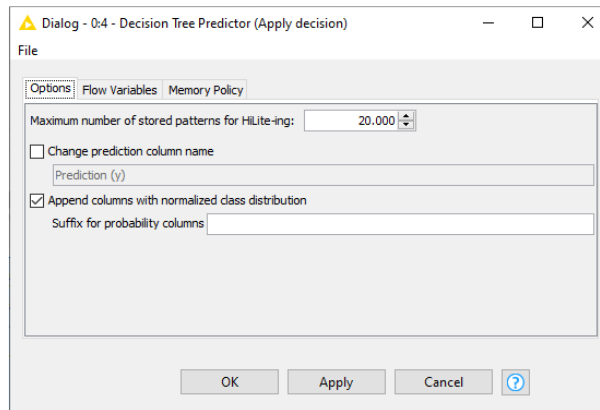 Dialog - 0:4 - Decision Tree Predictor (Apply decision)
File
Options Flow Variables Memory Policy
Maximum number of stored patterns for HiLite-ing: 20.000
Change prediction column name
Prediction (y)
Append columns with normalized class distribution
Suffix for probability columns
OK Apply Cancel ?